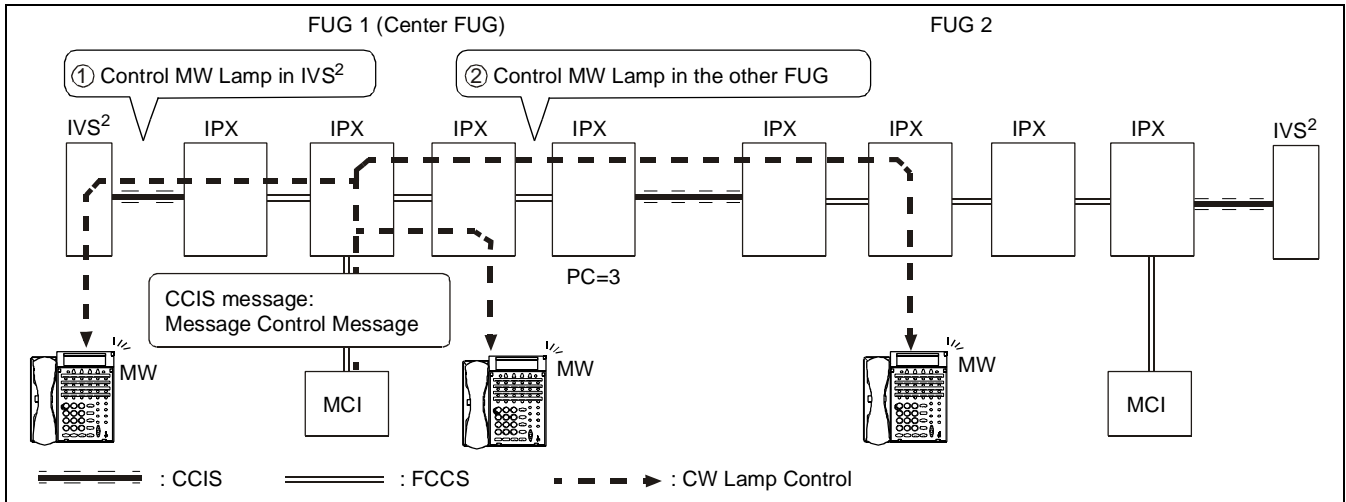 FUG 1 (Center FUG) FUG 2
① Control MW Lamp in IVS² ② Control MW Lamp in the other FUG
IVS² IPX IPX IPX IPX IPX IPX IPX IPX IVS²
PC=3
CCIS message:
Message Control Message
MW MW MW
MCI MCI
: CCIS : FCCS : CW Lamp Control